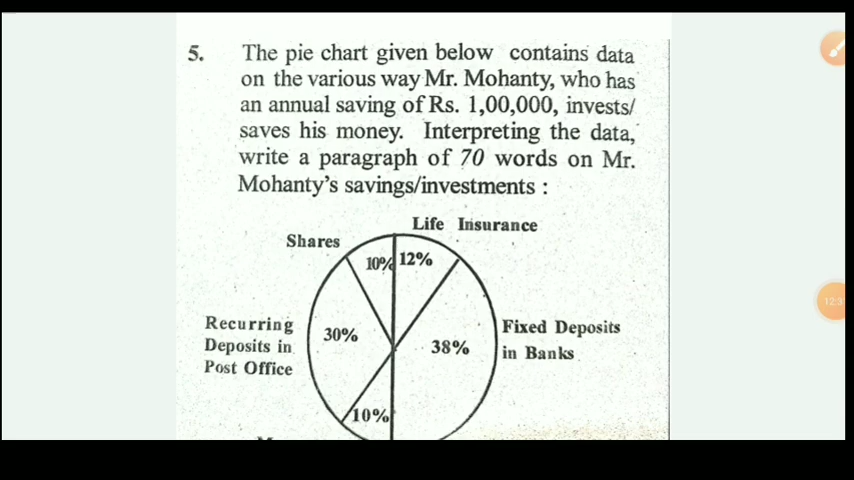 5. The pie chart given below contains data
on the various way Mr. Mohanty, who has
an annual saving of Rs. 1,00,000, invests/
saves his money. Interpreting the data,
write a paragraph of 70 words on Mr.
Mohanty's savings/investments :
Life Insurance
Shares
10% 12%
Recurring
Deposits in
Post Office
30%
38%
Fixed Deposits
in Banks
10%
12:3